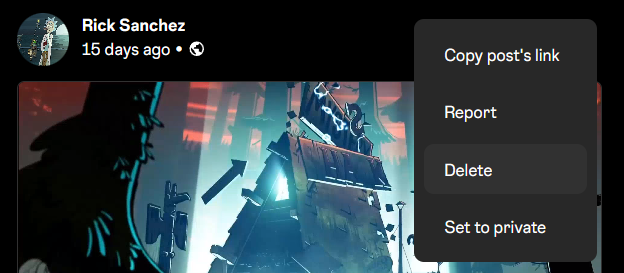 Rick Sanchez
15 days ago •
Copy post's link
Report
Delete
Set to private